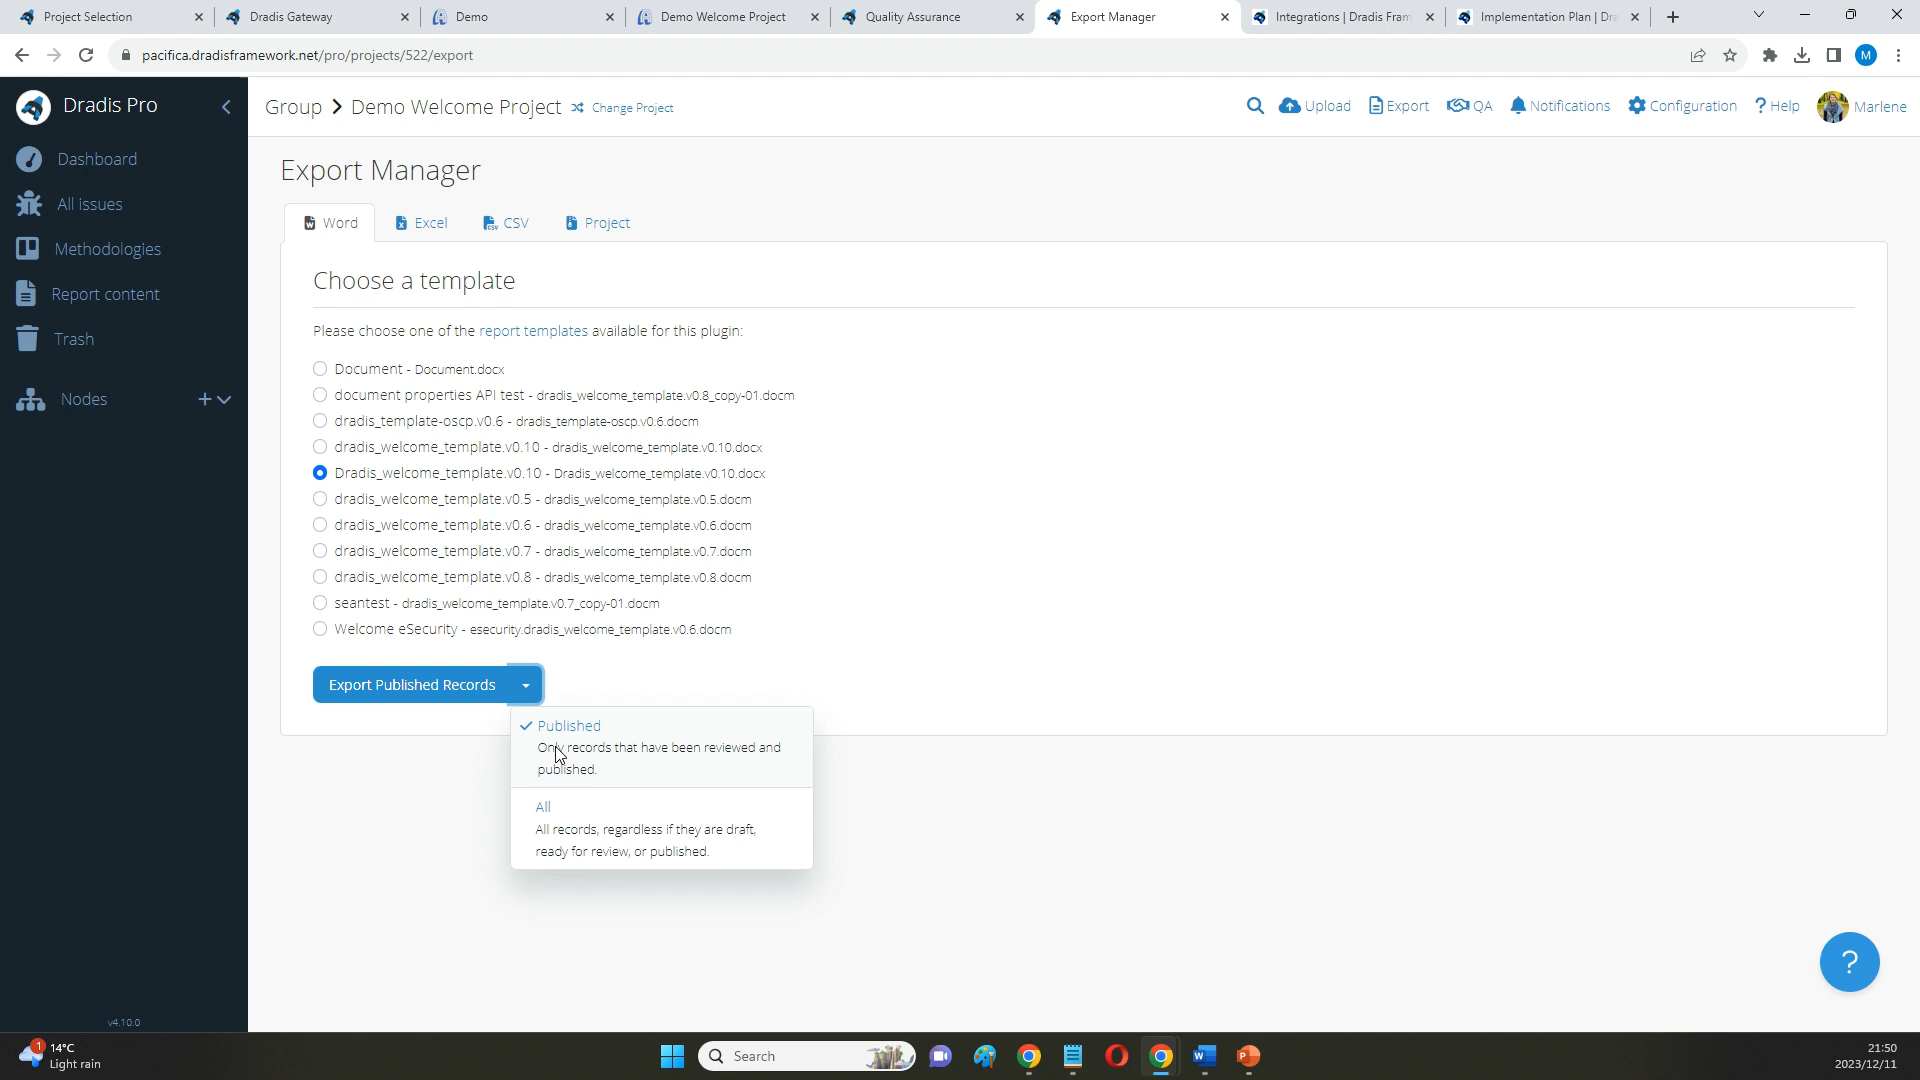 Project Selection
Dradis Gateway
Demo
Demo Welcome Project
Quality Assurance
Export Manager
Integrations | Dradis Fram
Implementation Plan | Dra
pacifica.dradisframework.net/pro/projects/522/export
M
Dradis Pro
Group > Demo Welcome Project Change Project
Upload Export QA Notifications Configuration ? Help Marlene
Dashboard
All issues
Methodologies
Report content
Trash
Nodes
v4.10.0
Export Manager
Word Excel CSV Project
Choose a template
Please choose one of the report templates available for this plugin:
Document - Document.docx
document properties API test - dradis_welcome_template.v0.8_copy-01.docm
dradis_template-oscp.v0.6 - dradis_template-oscp.v0.6.docm
dradis_welcome_template.v0.10 - dradis_welcome_template.v0.10.docx
Dradis_welcome_template.v0.10 - Dradis_welcome_template.v0.10.docx
dradis_welcome_template.v0.5 - dradis_welcome_template.v0.5.docm
dradis_welcome_template.v0.6 - dradis_welcome_template.v0.6.docm
dradis_welcome_template.v0.7 - dradis_welcome_template.v0.7.docm
dradis_welcome_template.v0.8 - dradis_welcome_template.v0.8.docm
seantest - dradis_welcome_template.v0.7_copy-01.docm
Welcome eSecurity - esecurity.dradis_welcome_template.v0.6.docm
Export Published Records
Published
Only records that have been reviewed and
published.
All
All records, regardless if they are draft,
ready for review, or published.
?
1
14°C
Light rain
Search
21:50
2023/12/11